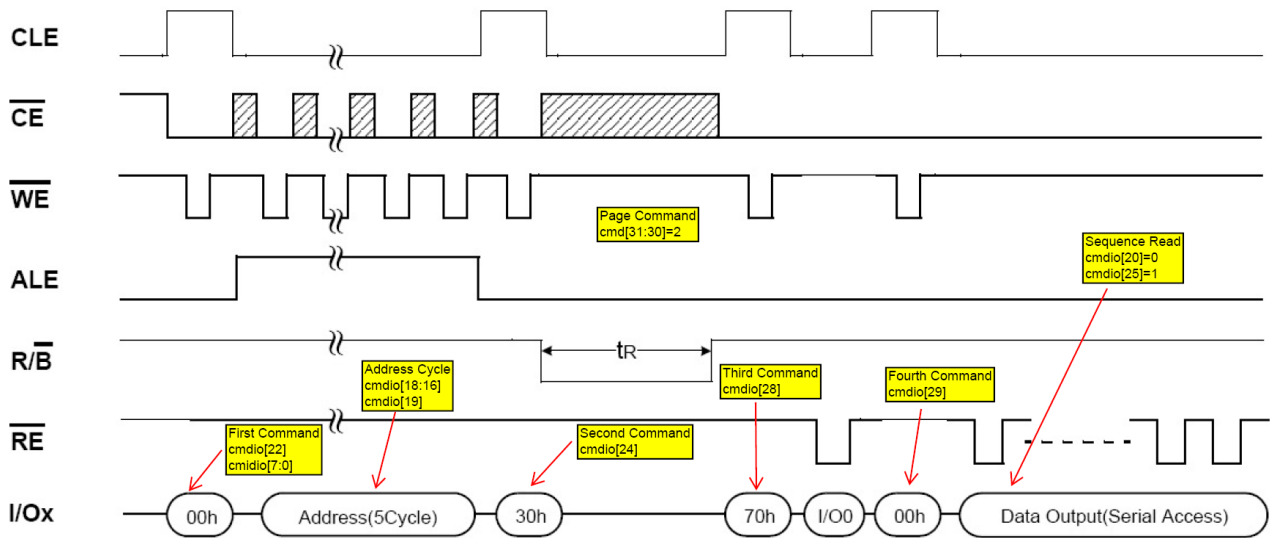 CLE
CE
WE
Page Command
cmd[31:30]=2
Sequence Read
cmdio[20]=0
cmdio[25]=1
ALE
R/B
tR
Address Cycle
cmdio[18:16]
cmdio[19]
Third Command
cmdio[28]
Fourth Command
cmdio[29]
RE
First Command
cmdio[22]
cmidio[7:0]
Second Command
cmdio[24]
I/Ox
00h
Address(5Cycle)
30h
70h
I/O0
00h
Data Output(Serial Access)